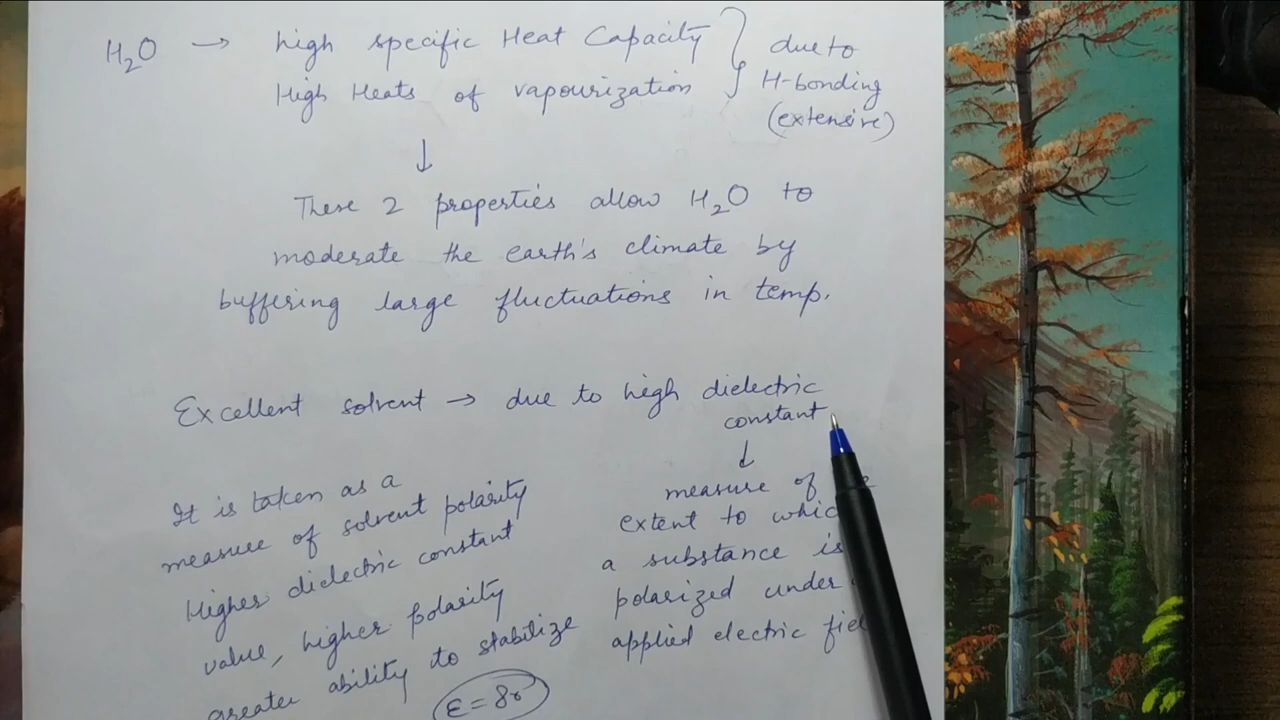 H2O → high specific Heat Capacity
High Heats of vapourization
due to
H-bonding
(extensive)
↓
These 2 properties allow H2O to
moderate the earth's climate by
buffering large fluctuations in temp.
Excellent solvent → due to high dielectric
constant
↓
measure of
extent to which
a substance is
polarized under
applied electric field
It is taken as a
measure of solvent polarity
Higher dielectric constant
value, higher polarity
greater ability to stabilize